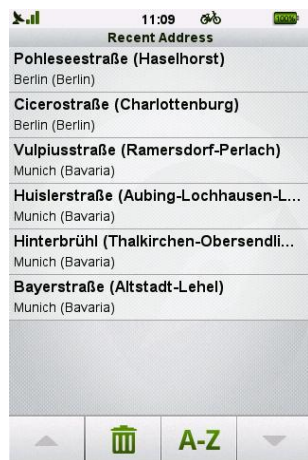 11:09
100%
Recent Address
Pohleseestraße (Haselhorst)
Berlin (Berlin)
Cicerostraße (Charlottenburg)
Berlin (Berlin)
Vulpiusstraße (Ramersdorf-Perlach)
Munich (Bavaria)
Huislerstraße (Aubing-Lochhausen-L...
Munich (Bavaria)
Hinterbrühl (Thalkirchen-Obersendli...
Munich (Bavaria)
Bayerstraße (Altstadt-Lehel)
Munich (Bavaria)
A-Z